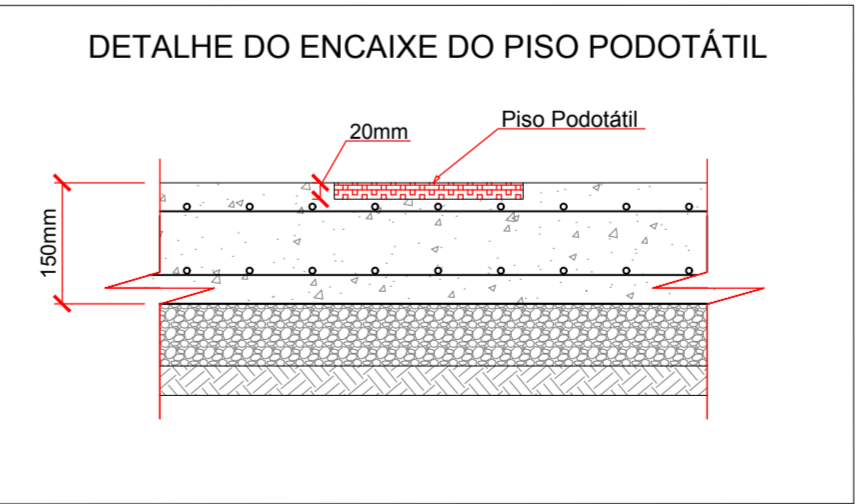 DETALHE DO ENCAIXE DO PISO PODOTÁTIL
20mm
Piso Podotátil
150mm